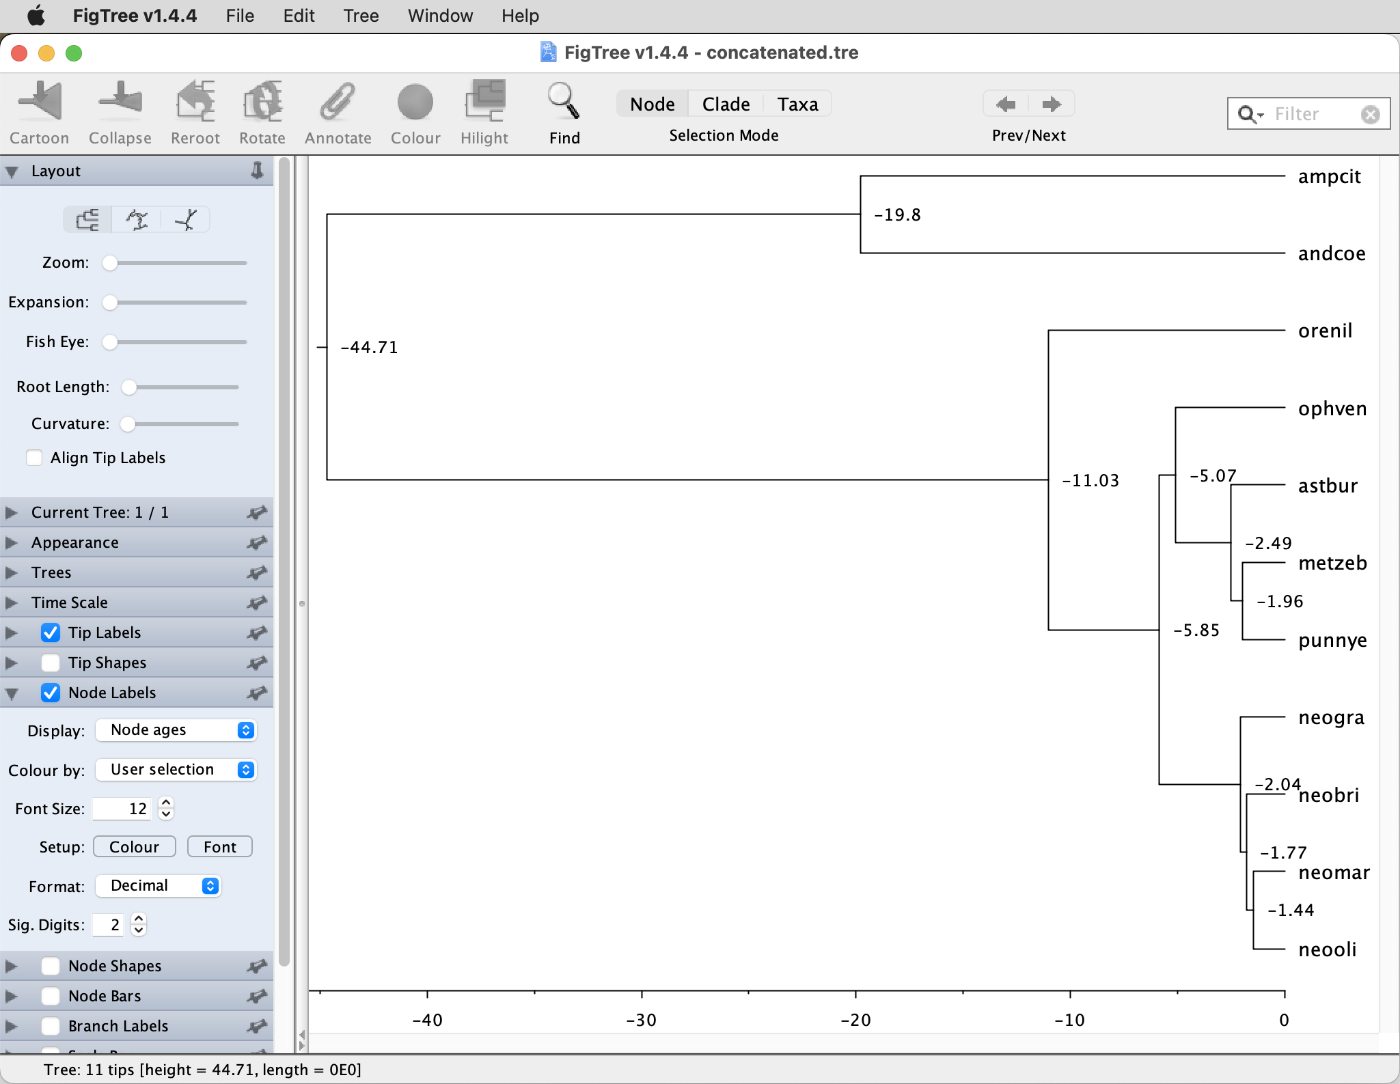 FigTree v1.4.4 File Edit Tree Window Help
FigTree v1.4.4 - concatenated.tre
Cartoon Collapse Reroot Rotate Annotate Colour Hilight Find
Node Clade Taxa
Selection Mode
Prev/Next
Filter
Layout
Zoom:
Expansion:
Fish Eye:
Root Length:
Curvature:
Align Tip Labels
Current Tree: 1 / 1
Appearance
Trees
Time Scale
Tip Labels
Tip Shapes
Node Labels
Display: Node ages
Colour by: User selection
Font Size: 12
Setup: Colour Font
Format: Decimal
Sig. Digits: 2
Node Shapes
Node Bars
Branch Labels
ampcit
-19.8
andcoe
orenil
-44.71
ophven
-5.07
-11.03
astbur
-2.49
metzeb
-1.96
-5.85
punnye
neogra
-2.04
neobri
-1.77
neomar
-1.44
neooli
-40 -30 -20 -10 0
Tree: 11 tips [height = 44.71, length = 0E0]